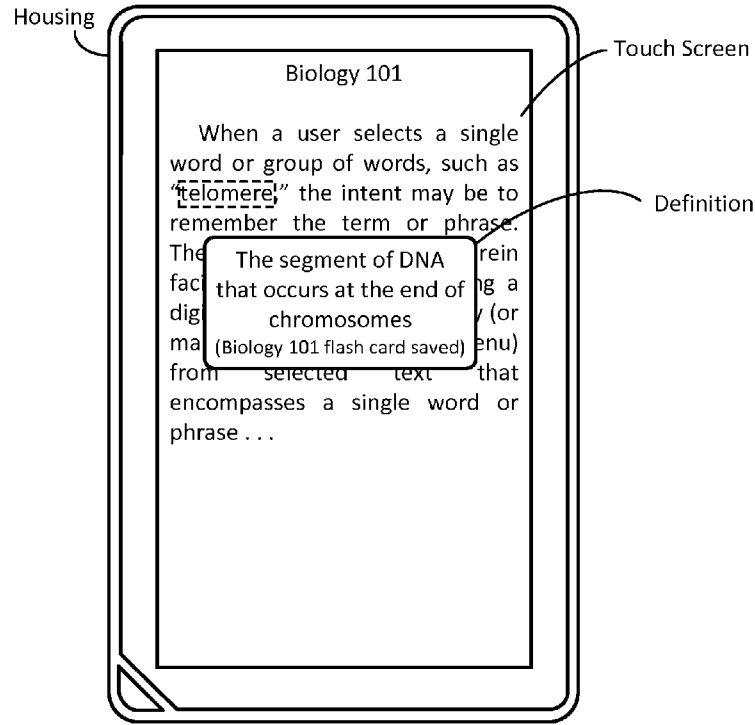 Housing
Touch Screen
Definition
Biology 101
When a user selects a single
word or group of words, such as
“telomere,” the intent may be to
remember the term or phrase.
The rein
faci ng a
digi y (or
ma enu)
from selected text that
encompasses a single word or
phrase . . .
The segment of DNA
that occurs at the end of
chromosomes
(Biology 101 flash card saved)